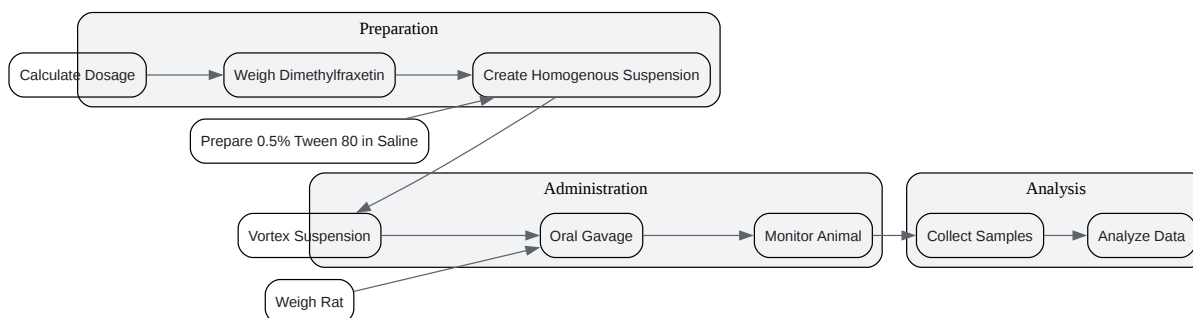 Preparation
Calculate Dosage
Weigh Dimethylfraxetin
Create Homogenous Suspension
Prepare 0.5% Tween 80 in Saline
Administration
Analysis
Vortex Suspension
Oral Gavage
Monitor Animal
Collect Samples
Analyze Data
Weigh Rat